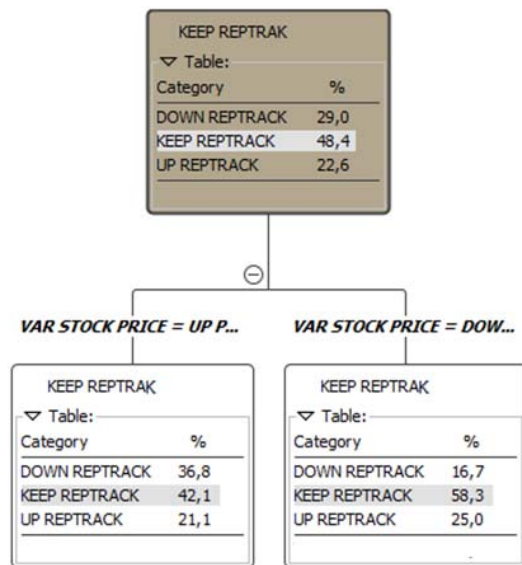 KEEP REPTRAK
▽ Table:
Category %
DOWN REPTRACK 29,0
KEEP REPTRACK 48,4
UP REPTRACK 22,6
VAR STOCK PRICE = UP P...
VAR STOCK PRICE = DOW...
KEEP REPTRAK
▽ Table:
Category %
DOWN REPTRACK 36,8
KEEP REPTRACK 42,1
UP REPTRACK 21,1
KEEP REPTRAK
▽ Table:
Category %
DOWN REPTRACK 16,7
KEEP REPTRACK 58,3
UP REPTRACK 25,0